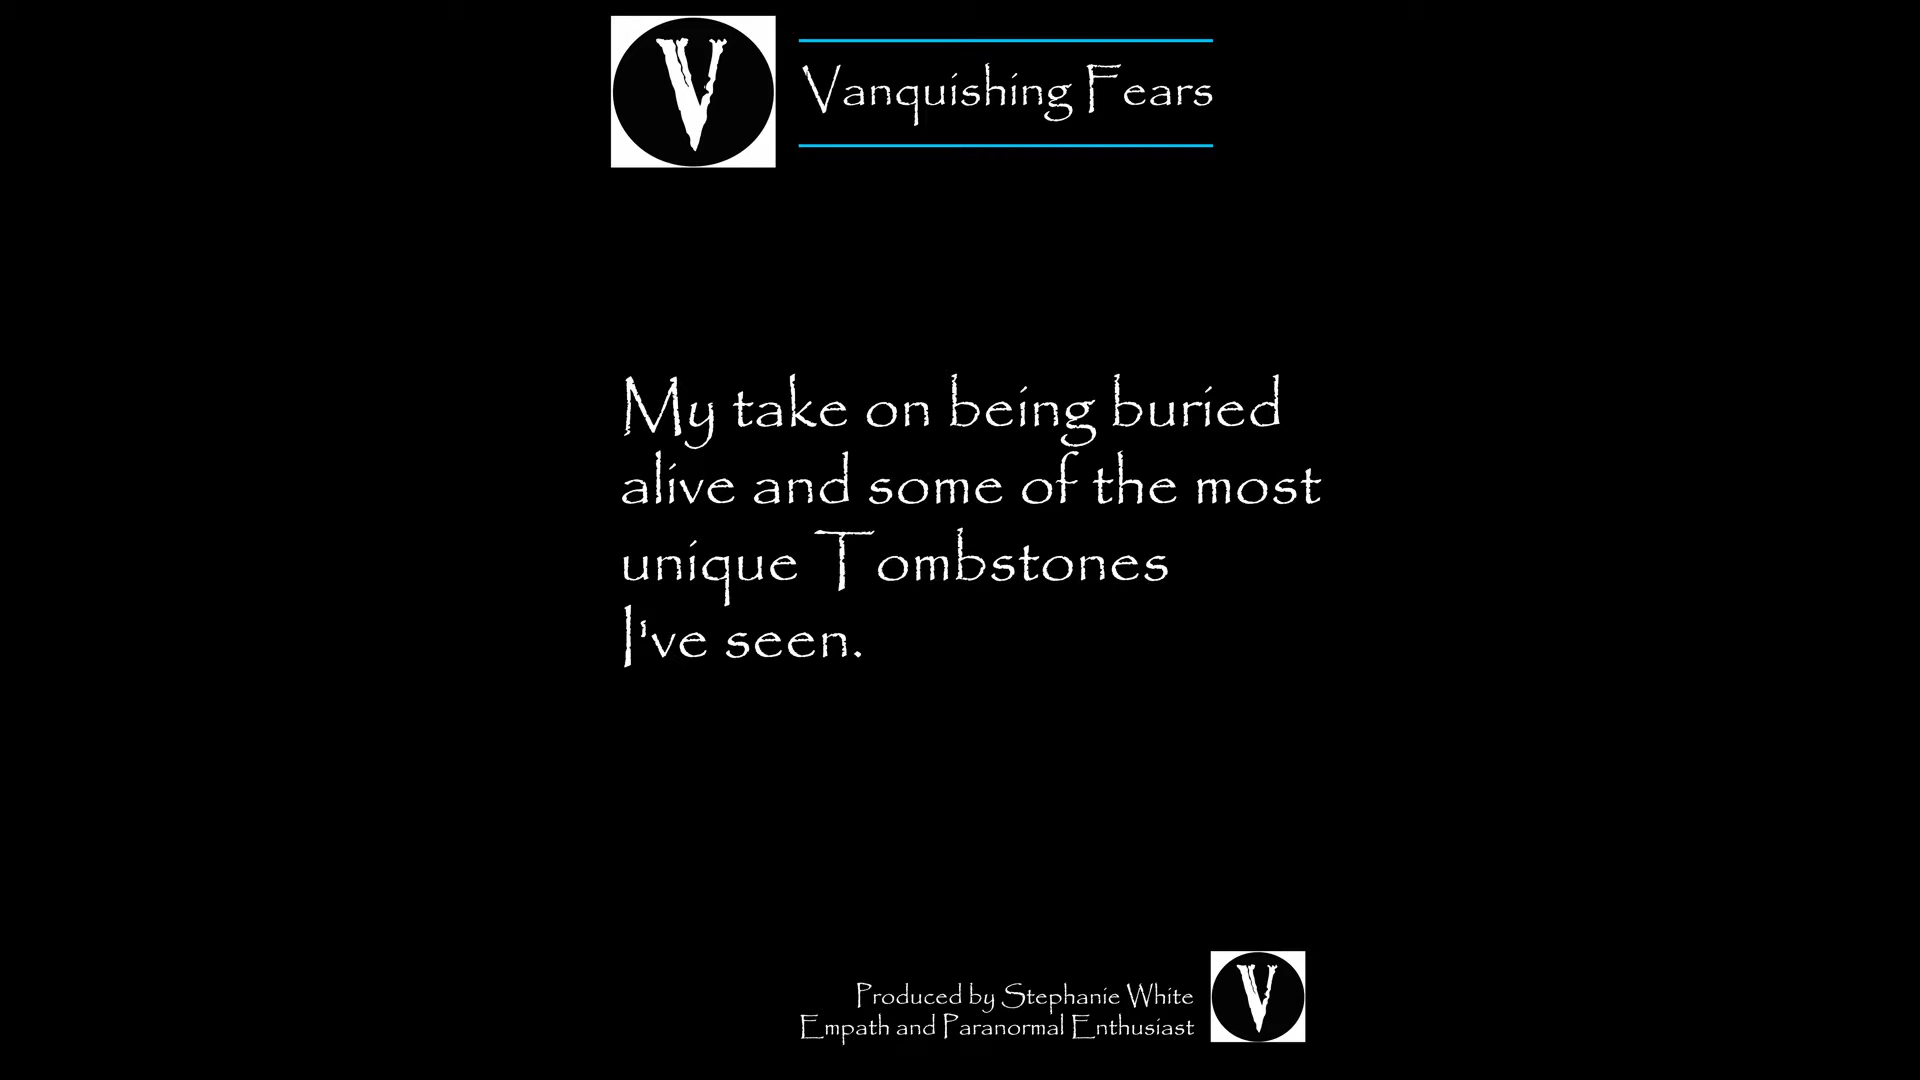 V
Vanquishing Fears
My take on being buried
alive and some of the most
unique Tombstones
I've seen.
Produced by Stephanie White
Empath and Paranormal Enthusiast
V